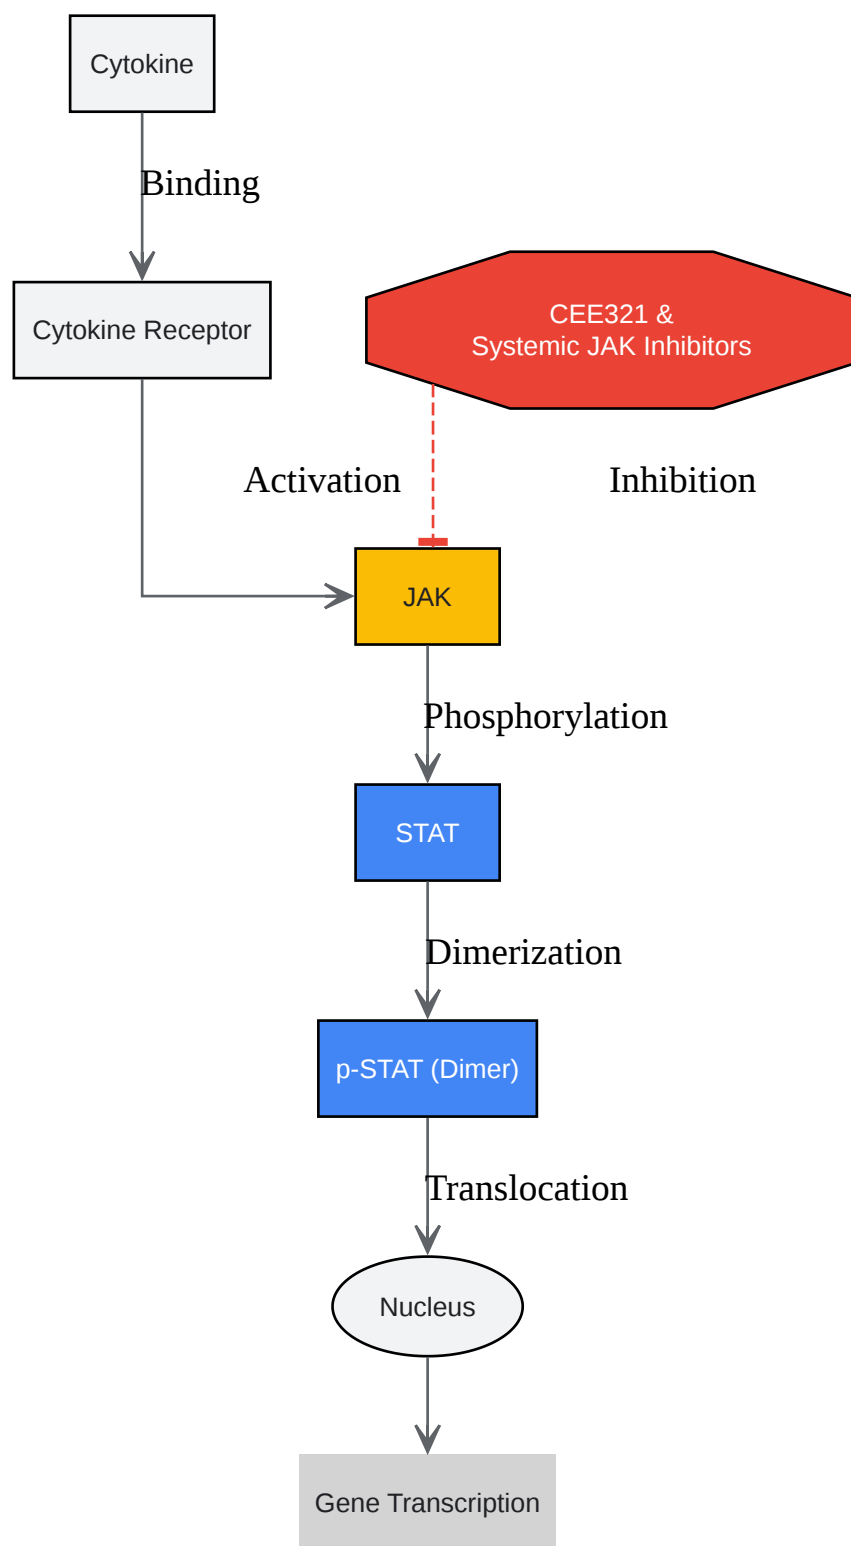 Cytokine
Binding
Cytokine Receptor
CEE321 &
Systemic JAK Inhibitors
Activation
Inhibition
JAK
Phosphorylation
STAT
Dimerization
p-STAT (Dimer)
Translocation
Nucleus
Gene Transcription